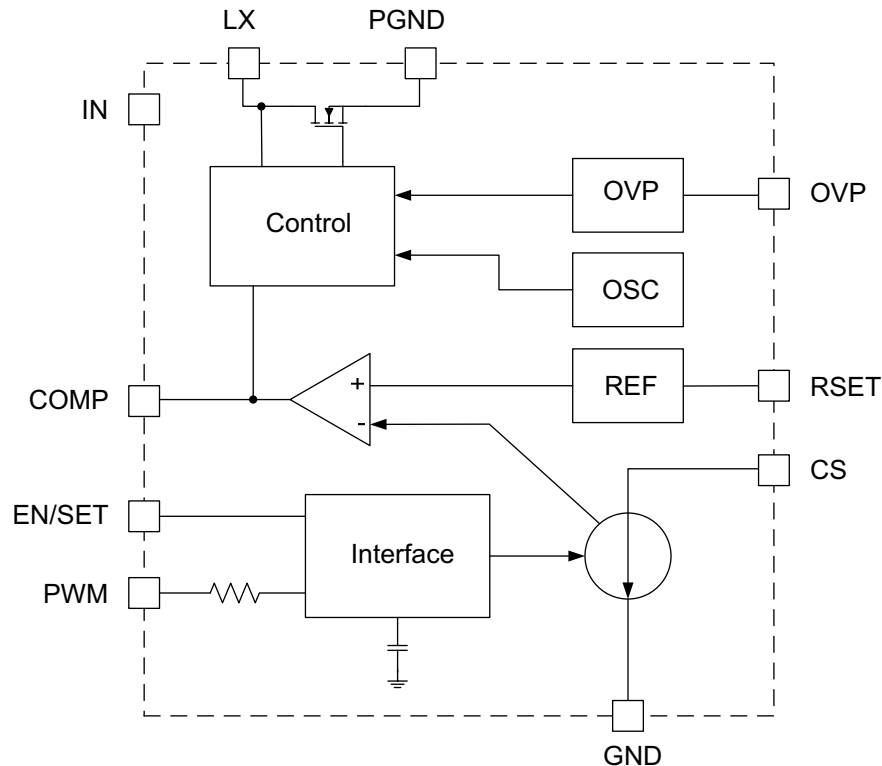 LX PGND
IN
OVP OVP
Control
OSC
+ REF RSET
COMP
-
CS
EN/SET
Interface
PWM
GND